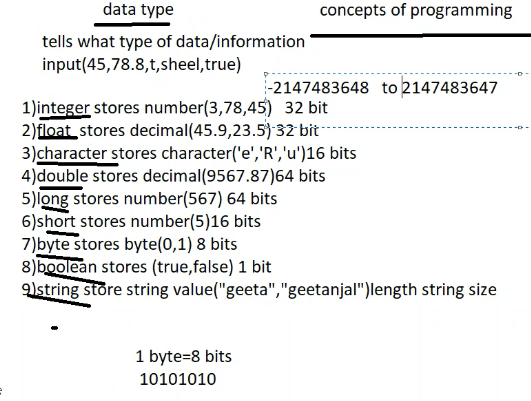 data type
concepts of programming
tells what type of data/information
input(45,78.8,t,sheel,true)
-2147483648 to 2147483647
1)integer stores number(3,78,45) 32 bit
2)float stores decimal(45.9,23.5) 32 bit
3)character stores character('e','R','u')16 bits
4)double stores decimal(9567.87)64 bits
5)long stores number(567) 64 bits
6)short stores number(5)16 bits
7)byte stores byte(0,1) 8 bits
8)boolean stores (true,false) 1 bit
9)string store string value("geeta","geetanjal")length string size
1 byte=8 bits
10101010